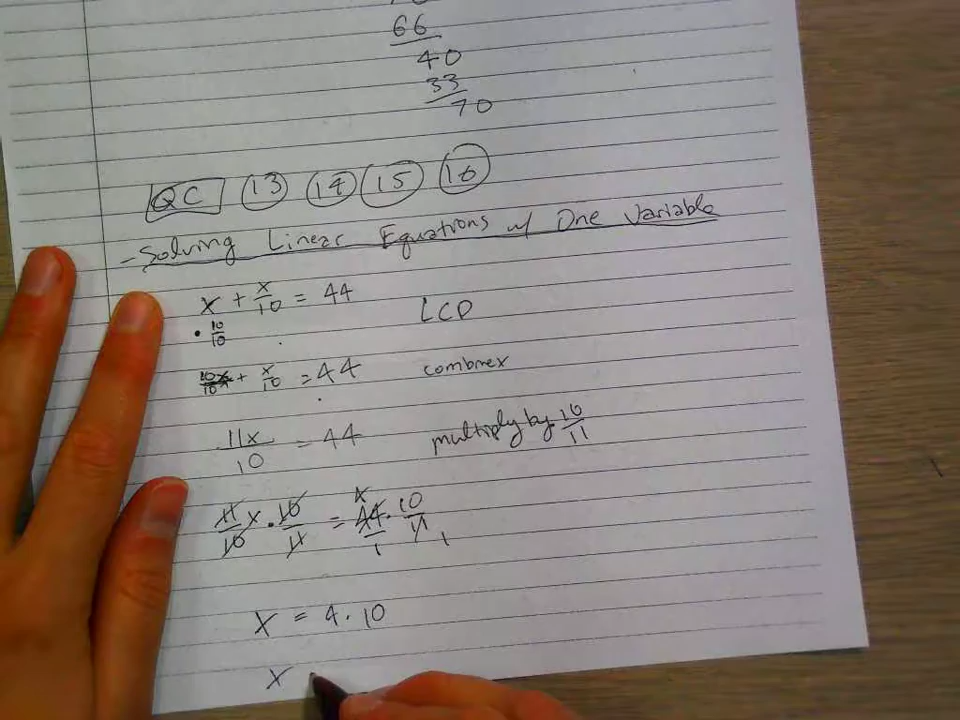 66
40
33
70
QC 13 14 15 16
- Solving Linear Equations w/ One Variable
x + x/10 = 44 LCD
· 10/10
10x/10 + x/10 = 44 combine x
11x/10 = 44 multiply by 10/11
4
11/10 x · 10/11 = 44/1 · 10/11 1
x = 4 · 10
x